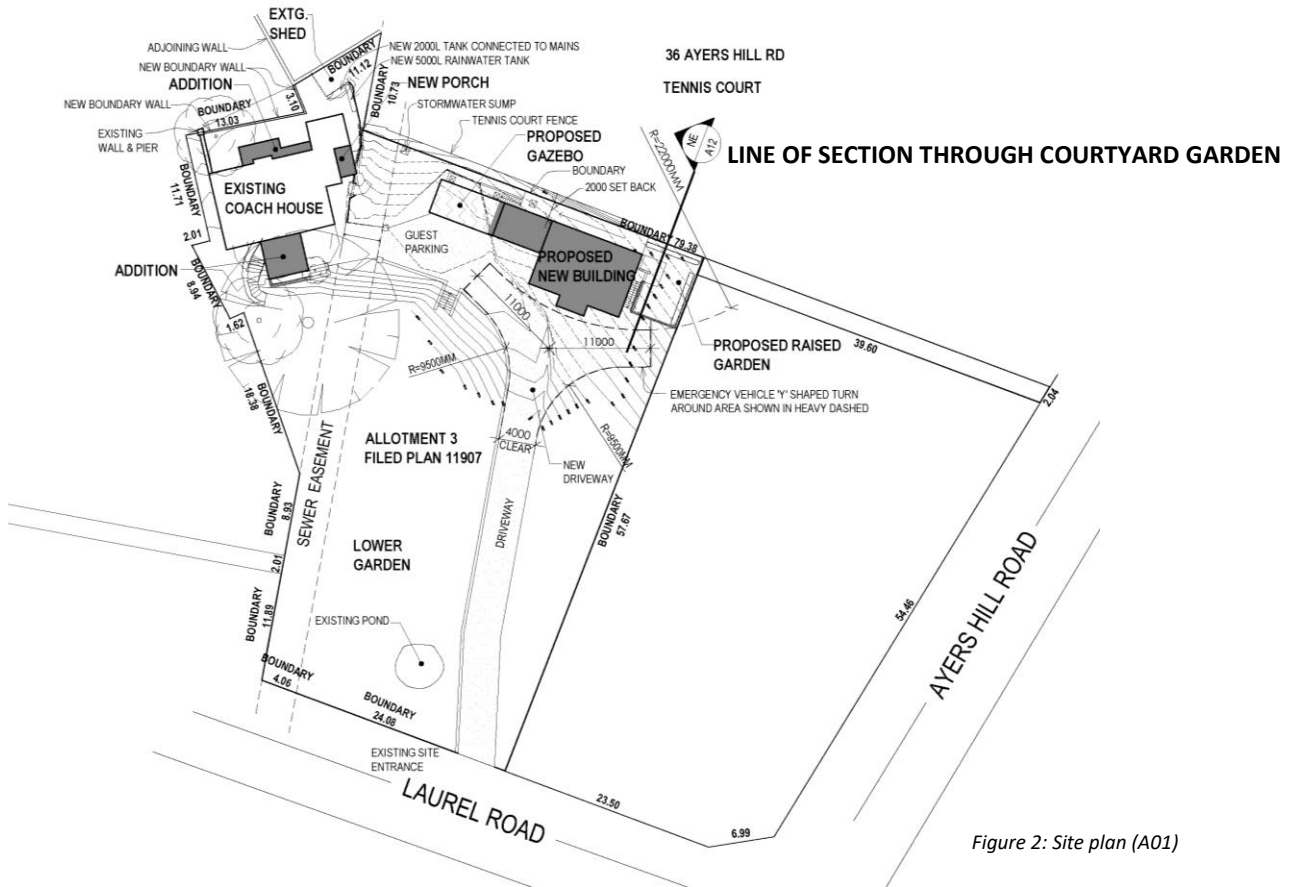 EXTG.
SHED
ADJOINING WALL
NEW BOUNDARY WALL
ADDITION
NEW BOUNDARY WALL
BOUNDARY
13.03
3.10
BOUNDARY
11.12
NEW 2000L TANK CONNECTED TO MAINS
NEW 5000L RAINWATER TANK
BOUNDARY
10.73
NEW PORCH
STORMWATER SUMP
TENNIS COURT FENCE
PROPOSED
GAZEBO
BOUNDARY
2000 SET BACK
36 AYERS HILL RD
TENNIS COURT
R=22000MM
NE
A12
LINE OF SECTION THROUGH COURTYARD GARDEN
EXISTING
WALL & PIER
EXISTING
COACH HOUSE
BOUNDARY
11.71
2.01
ADDITION
BOUNDARY
8.94
1.62
BOUNDARY
18.38
GUEST
PARKING
PROPOSED
NEW BUILDING
BOUNDARY 79.38
11000
11000
R=9500MM
PROPOSED RAISED
GARDEN
39.60
2.04
EMERGENCY VEHICLE 'Y' SHAPED TURN
AROUND AREA SHOWN IN HEAVY DASHED
4000
CLEAR
R=9500MM
NEW
DRIVEWAY
ALLOTMENT 3
FILED PLAN 11907
SEWER EASEMENT
DRIVEWAY
BOUNDARY
57.67
BOUNDARY
8.93
2.01
BOUNDARY
11.89
LOWER
GARDEN
EXISTING POND
BOUNDARY
4.06
BOUNDARY
24.08
EXISTING SITE
ENTRANCE
LAUREL ROAD
23.50
6.99
54.46
AYERS HILL ROAD
Figure 2: Site plan (A01)